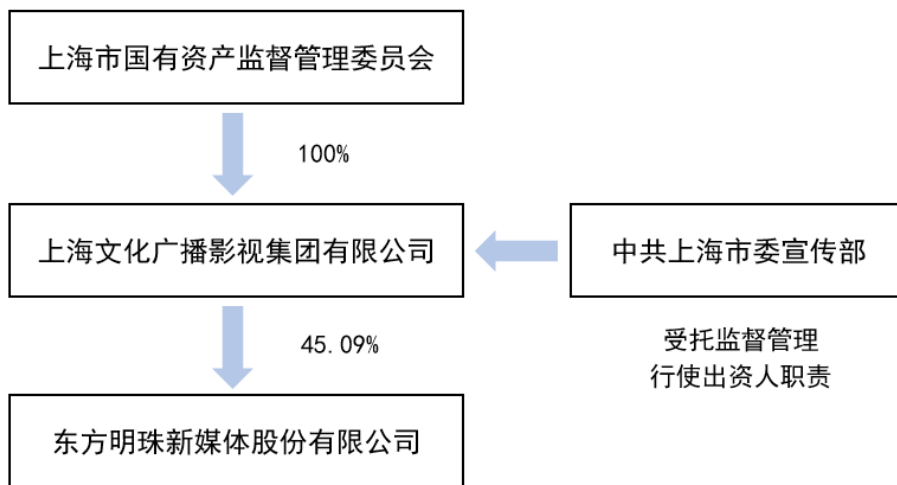 上海市国有资产监督管理委员会
100%
上海文化广播影视集团有限公司
中共上海市委宣传部
45.09%
受托监督管理
行使出资人职责
东方明珠新媒体股份有限公司